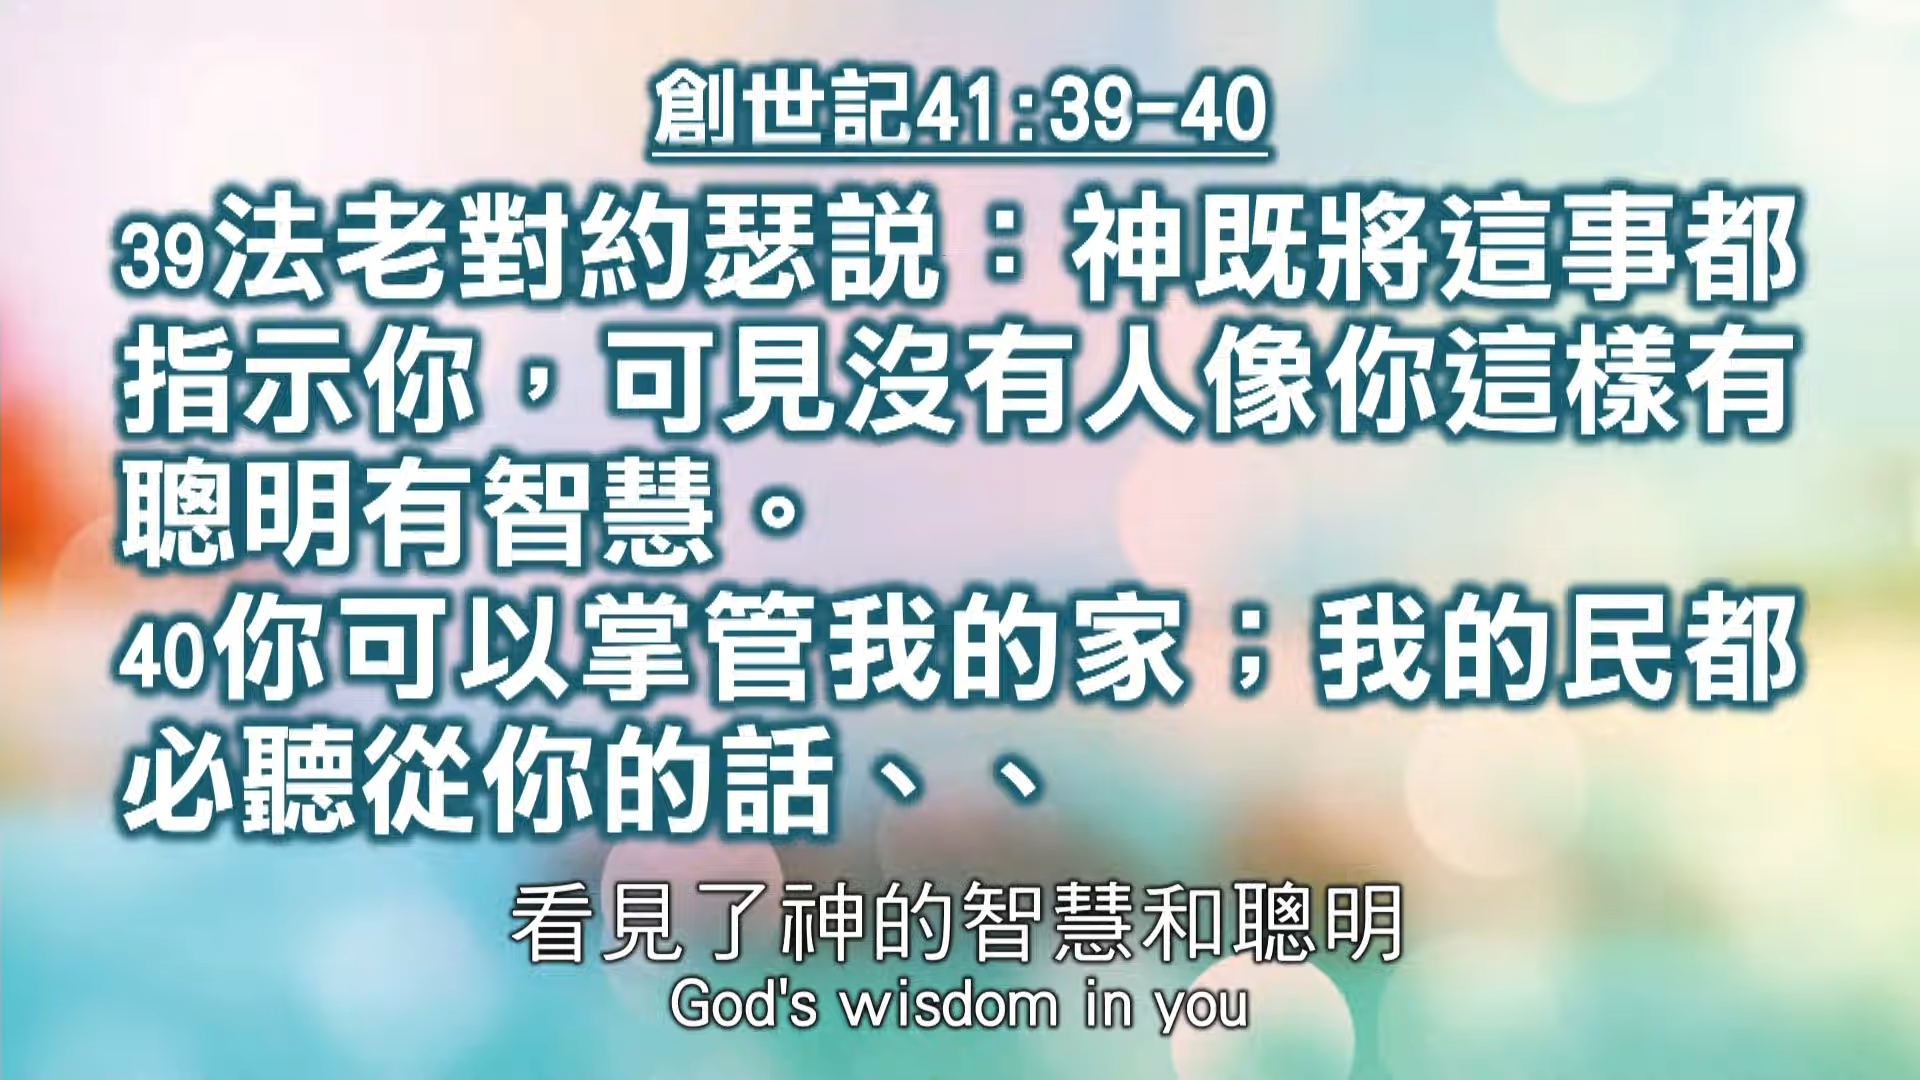 創世記41:39-40
39法老對約瑟説：神既將這事都
指示你，可見沒有人像你這樣有
聰明有智慧。
40你可以掌管我的家；我的民都
必聽從你的話、、
看見了神的智慧和聰明
God's wisdom in you